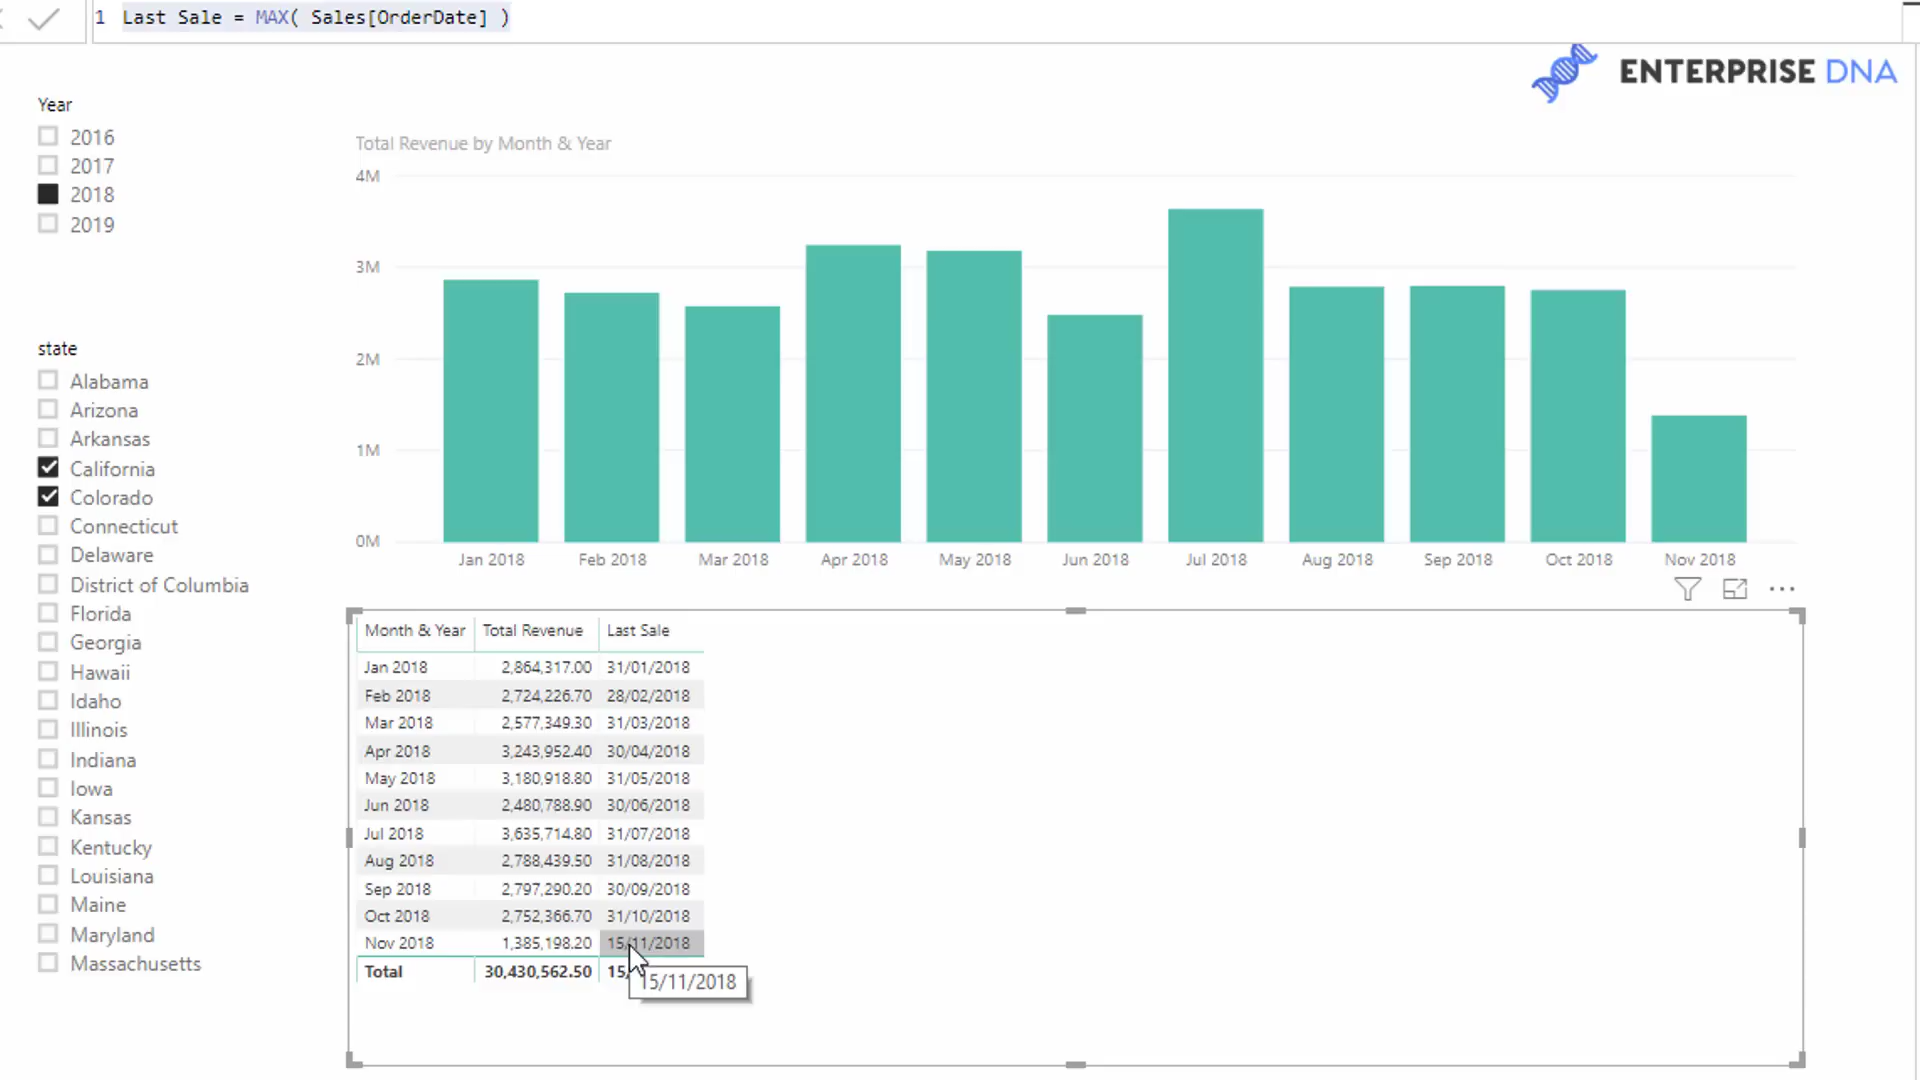 1 Last Sale = MAX( Sales[OrderDate] )
ENTERPRISE DNA
Year
2016
2017
2018
2019
state
Alabama
Arizona
Arkansas
California
Colorado
Connecticut
Delaware
District of Columbia
Florida
Georgia
Hawaii
Idaho
Illinois
Indiana
Iowa
Kansas
Kentucky
Louisiana
Maine
Maryland
Massachusetts
Total Revenue by Month & Year
4M
3M
2M
1M
0M
Jan 2018 Feb 2018 Mar 2018 Apr 2018 May 2018 Jun 2018 Jul 2018 Aug 2018 Sep 2018 Oct 2018 Nov 2018
Month & Year Total Revenue Last Sale
Jan 2018 2,864,317.00 31/01/2018
Feb 2018 2,724,226.70 28/02/2018
Mar 2018 2,577,349.30 31/03/2018
Apr 2018 3,243,952.40 30/04/2018
May 2018 3,180,918.80 31/05/2018
Jun 2018 2,480,788.90 30/06/2018
Jul 2018 3,635,714.80 31/07/2018
Aug 2018 2,788,439.50 31/08/2018
Sep 2018 2,797,290.20 30/09/2018
Oct 2018 2,752,366.70 31/10/2018
Nov 2018 1,385,198.20 15/11/2018
Total 30,430,562.50 15/
15/11/2018